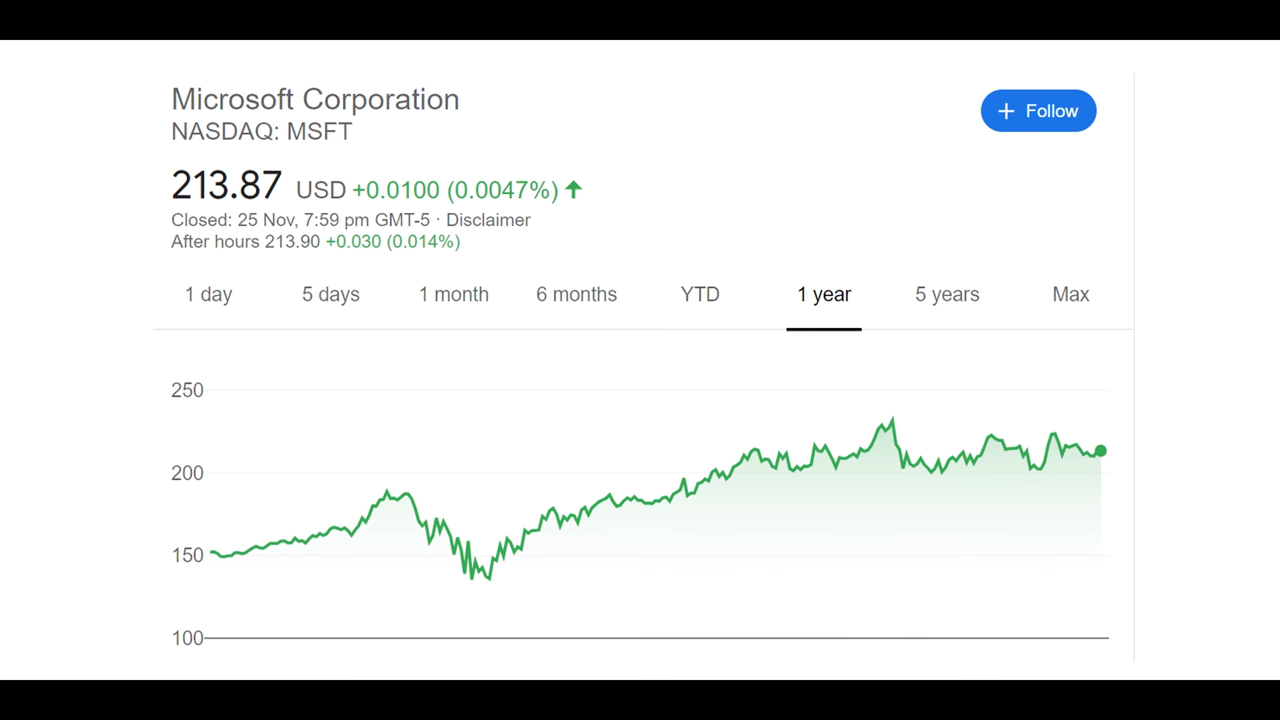 Microsoft Corporation
NASDAQ: MSFT
+ Follow
213.87 USD +0.0100 (0.0047%) ↑
Closed: 25 Nov, 7:59 pm GMT-5 · Disclaimer
After hours 213.90 +0.030 (0.014%)
1 day 5 days 1 month 6 months YTD 1 year 5 years Max
250
200
150
100